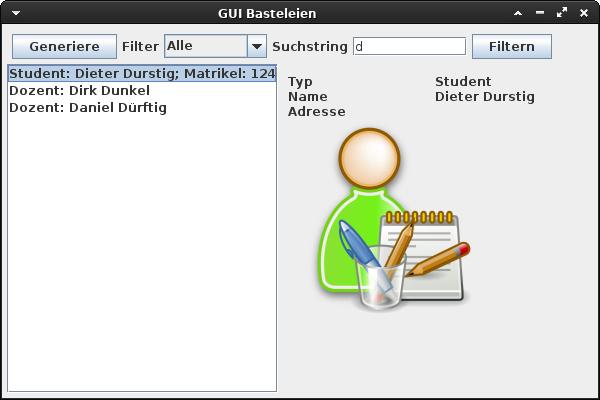 GUI Basteleien
Generiere Filter Alle Suchstring d Filtern
Student: Dieter Durstig; Matrikel: 124
Dozent: Dirk Dunkel
Dozent: Daniel Dürftig
Typ Student
Name Dieter Durstig
Adresse